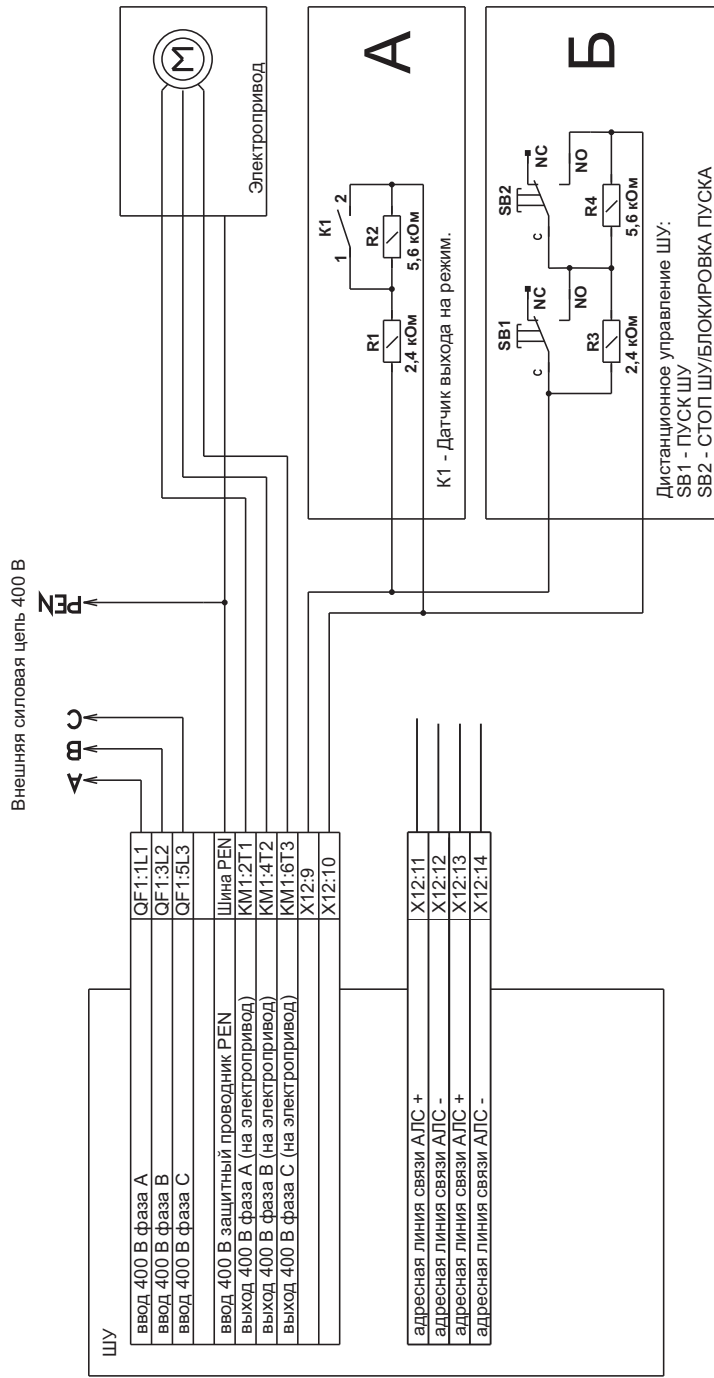 Внешняя силовая цепь 400 В
A
B
C
PEN
ШУ
ввод 400 В фаза А
QF1:1L1
ввод 400 В фаза В
QF1:3L2
ввод 400 В фаза С
QF1:5L3
ввод 400 В защитный проводник PEN
Шина PEN
выход 400 В фаза А (на электропривод)
KM1:2T1
выход 400 В фаза В (на электропривод)
KM1:4T2
выход 400 В фаза С (на электропривод)
KM1:6T3
X12:9
X12:10
адресная линия связи АЛС +
X12:11
адресная линия связи АЛС -
X12:12
адресная линия связи АЛС +
X12:13
адресная линия связи АЛС -
X12:14
M
Электропривод
А
K1
1
2
R1
2,4 кОм
R2
5,6 кОм
К1 - Датчик выхода на режим.
Б
SB1
C
NC
NO
SB2
C
NC
NO
R3
2,4 кОм
R4
5,6 кОм
Дистанционное управление ШУ:
SB1 - ПУСК ШУ
SB2 - СТОП ШУ/БЛОКИРОВКА ПУСКА